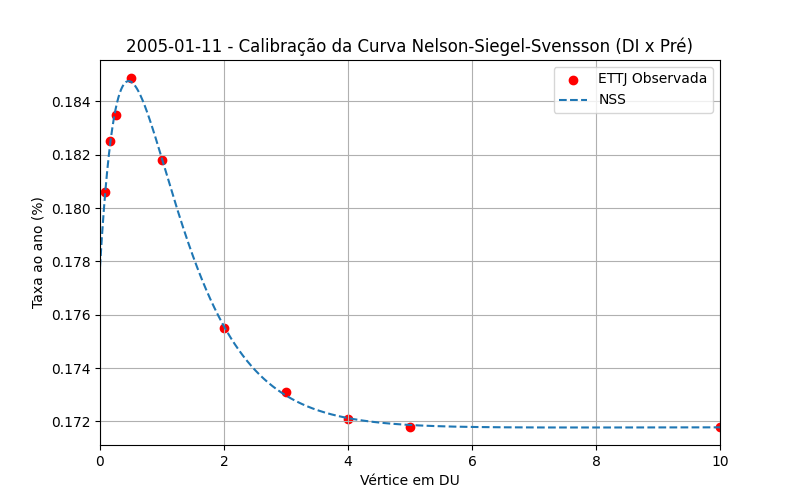 2005-01-11 - Calibração da Curva Nelson-Siegel-Svensson (DI x Pré)
ETTJ Observada
NSS
Taxa ao ano (%)
0.184
0.182
0.180
0.178
0.176
0.174
0.172
0 2 4 6 8 10
Vértice em DU